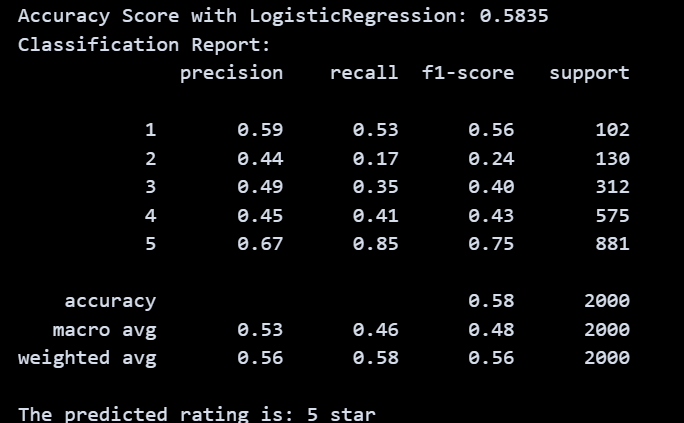 Accuracy Score with LogisticRegression: 0.5835
Classification Report:
precision recall f1-score support
1 0.59 0.53 0.56 102
2 0.44 0.17 0.24 130
3 0.49 0.35 0.40 312
4 0.45 0.41 0.43 575
5 0.67 0.85 0.75 881
accuracy 0.58 2000
macro avg 0.53 0.46 0.48 2000
weighted avg 0.56 0.58 0.56 2000
The predicted rating is: 5 star